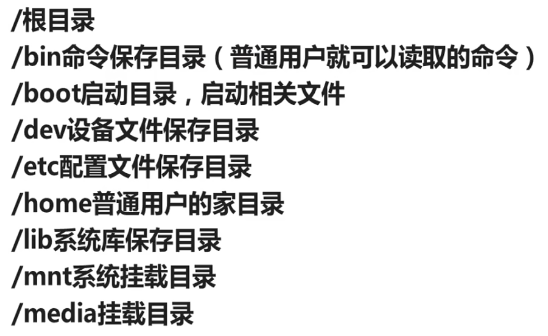 /根目录
/bin命令保存目录（普通用户就可以读取的命令）
/boot启动目录，启动相关文件
/dev设备文件保存目录
/etc配置文件保存目录
/home普通用户的家目录
/lib系统库保存目录
/mnt系统挂载目录
/media挂载目录